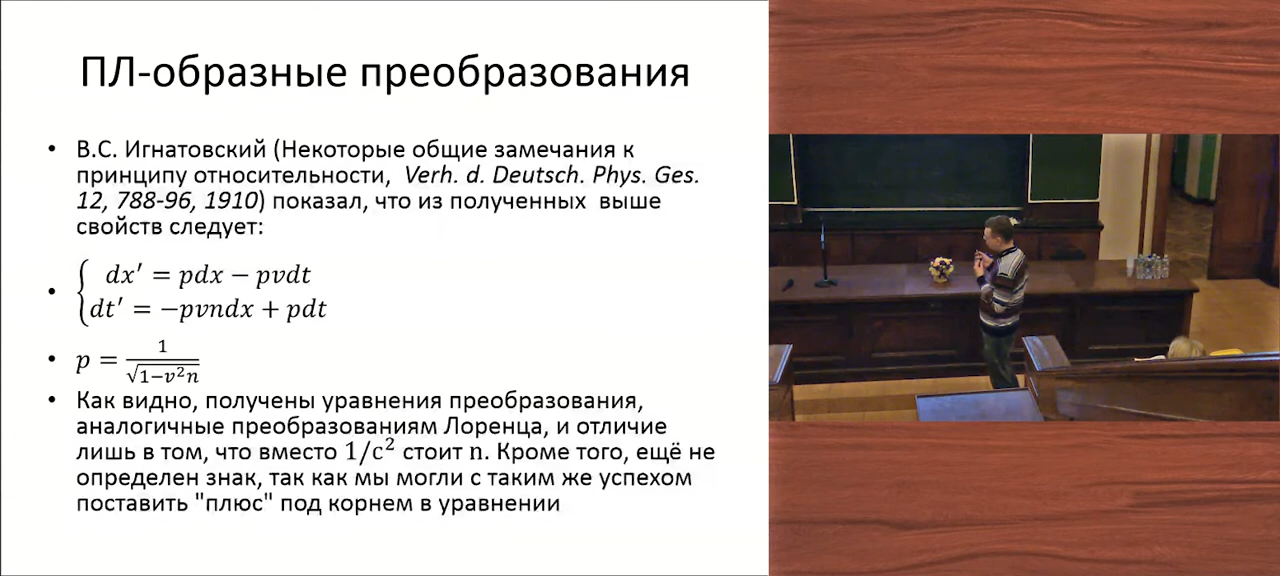 ПЛ-образные преобразования
• В.С. Игнатовский (Некоторые общие замечания к
принципу относительности, Verh. d. Deutsch. Phys. Ges.
12, 788-96, 1910) показал, что из полученных выше
свойств следует:
• { dx′ = pdx − pvdt
dt′ = −pvndx + pdt
• p = 1/√(1−v²n)
• Как видно, получены уравнения преобразования,
аналогичные преобразованиям Лоренца, и отличие
лишь в том, что вместо 1/c² стоит n. Кроме того, ещё не
определен знак, так как мы могли с таким же успехом
поставить "плюс" под корнем в уравнении